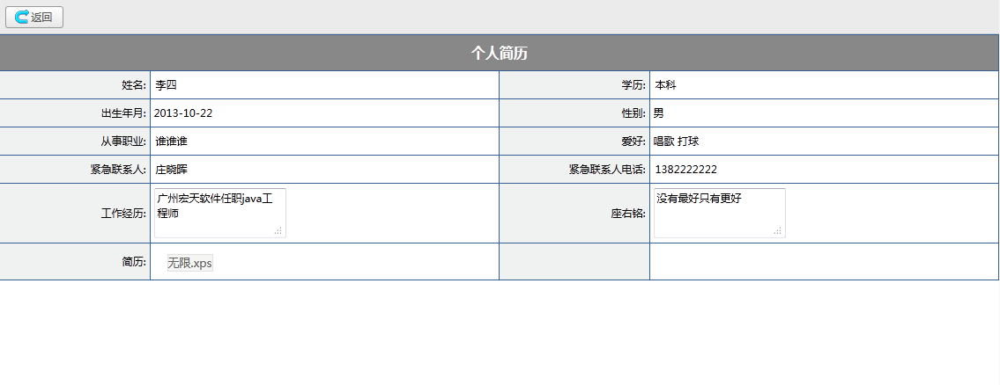 返回
个人简历
姓名: 李四 学历: 本科
出生年月: 2013-10-22 性别: 男
从事职业: 谁谁谁 爱好: 唱歌 打球
紧急联系人: 庄晓晖 紧急联系人电话: 1382222222
工作经历: 广州宏天软件任职java工
程师
座右铭: 没有最好只有更好
简历: 无限.xps